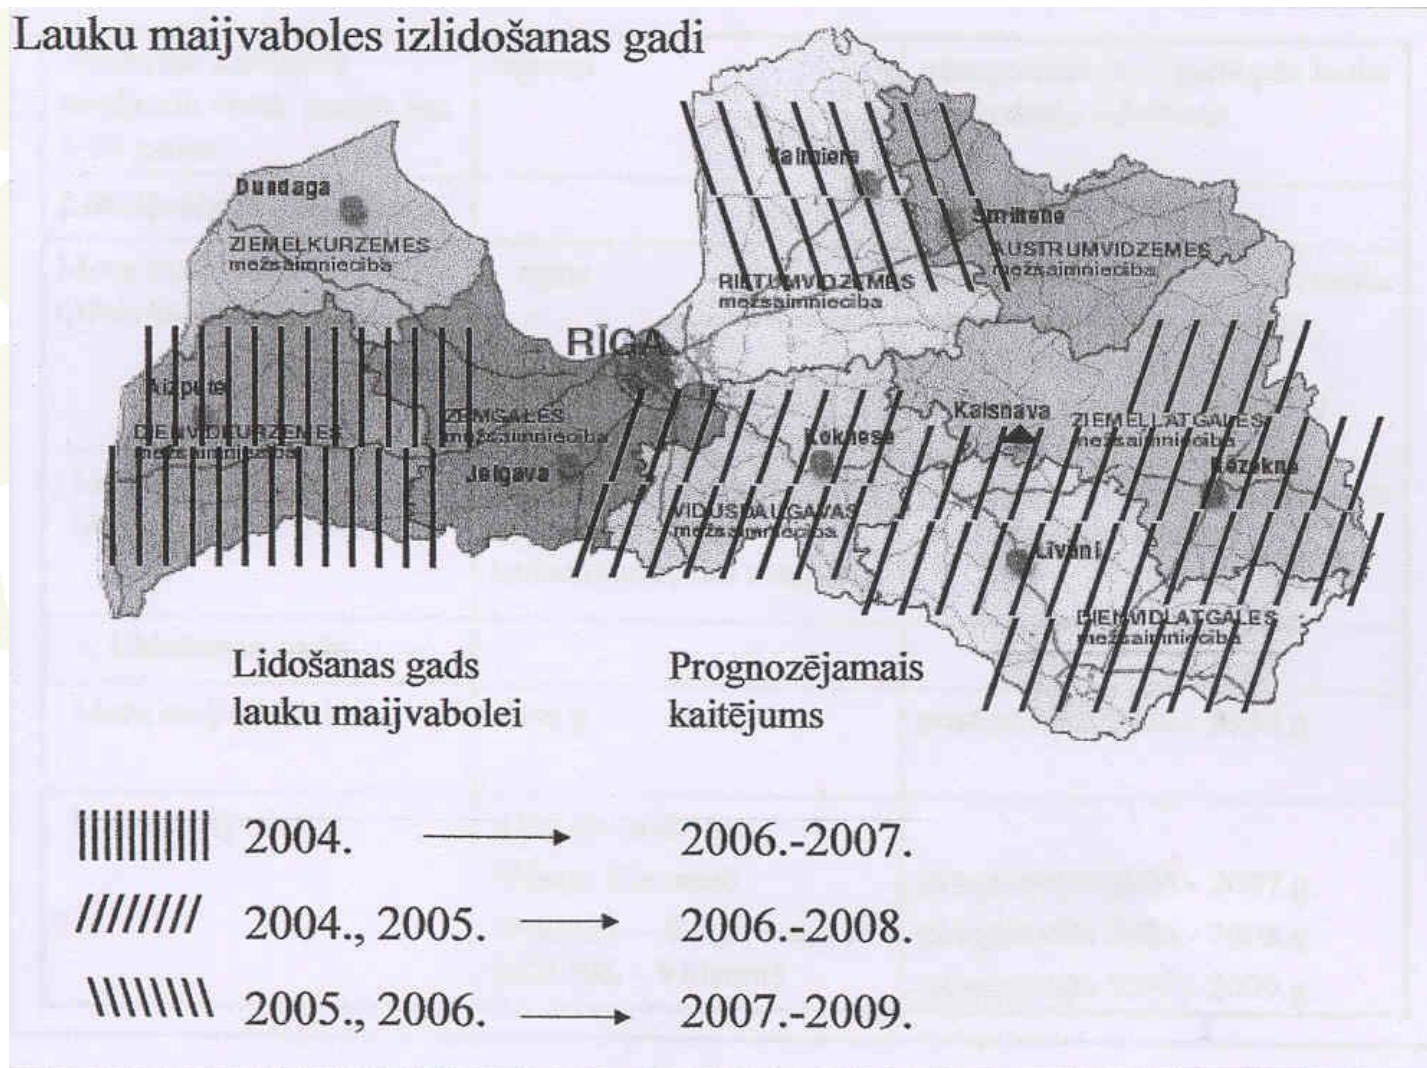 Lauku maijvaboles izlidošanas gadi
Dundaga
ZIEMEĻKURZEMES
mežsaimniecība
Valmiera
Smiltene
AUSTRUMVIDZEMES
mežsaimniecība
RIETUMVIDZEMES
mežsaimniecība
RĪGA
Aizpute
DIENVIDKURZEMES
mežsaimniecība
ZEMGALES
mežsaimniecība
Jelgava
Koknese
Kalsnava
ZIEMEĻLATGALES
mežsaimniecība
Rēzekne
VIDUSDAUGAVAS
mežsaimniecība
Līvāni
DIENVIDLATGALES
mežsaimniecība
Lidošanas gads
lauku maijvabolei
Prognozējamais
kaitējums
2004. → 2006.-2007.
2004., 2005. → 2006.-2008.
2005., 2006. → 2007.-2009.